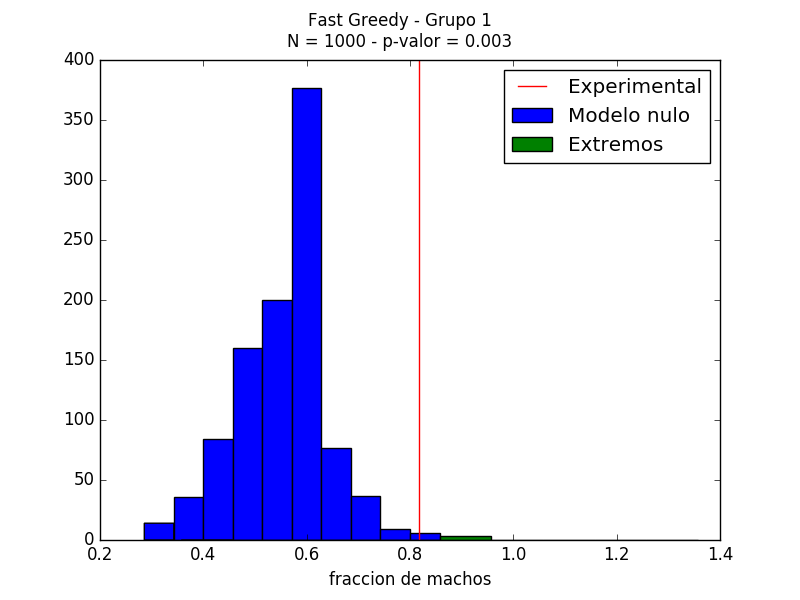 Fast Greedy - Grupo 1
N = 1000 - p-valor = 0.003
Experimental
Modelo nulo
Extremos
400
350
300
250
200
150
100
50
0
0.2 0.4 0.6 0.8 1.0 1.2 1.4
fraccion de machos